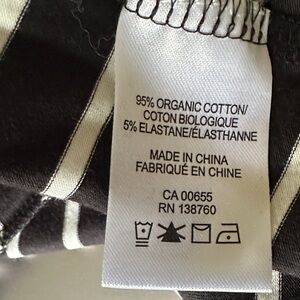 95% ORGANIC COTTON/
COTON BIOLOGIQUE
5% ELASTANE/ÉLASTHANNE
MADE IN CHINA
FABRIQUÉ EN CHINE
CA 00655
RN 138760